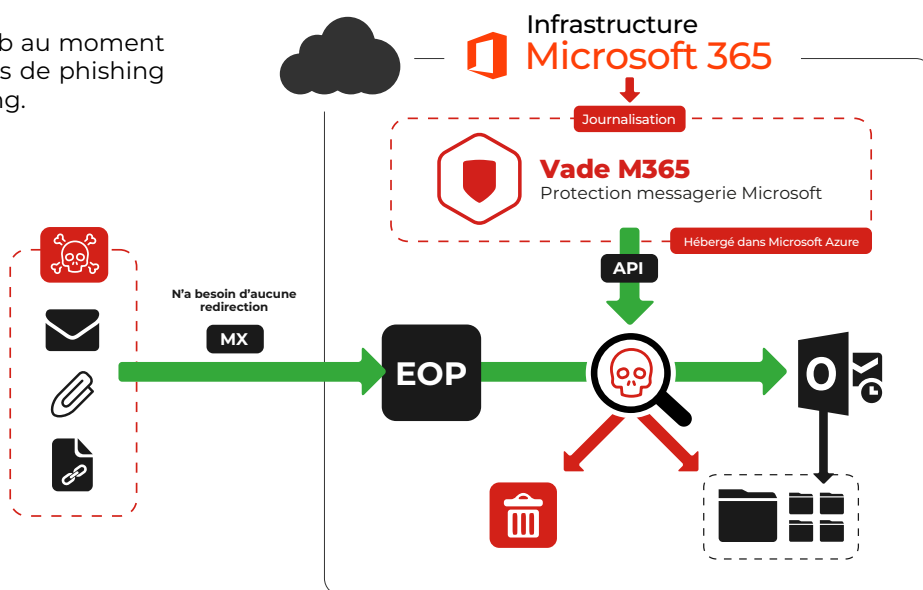 b au moment
s de phishing
ng.
Infrastructure
Microsoft 365
Journalisation
Vade M365
Protection messagerie Microsoft
Hébergé dans Microsoft Azure
API
N'a besoin d'aucune
redirection
MX
EOP
O